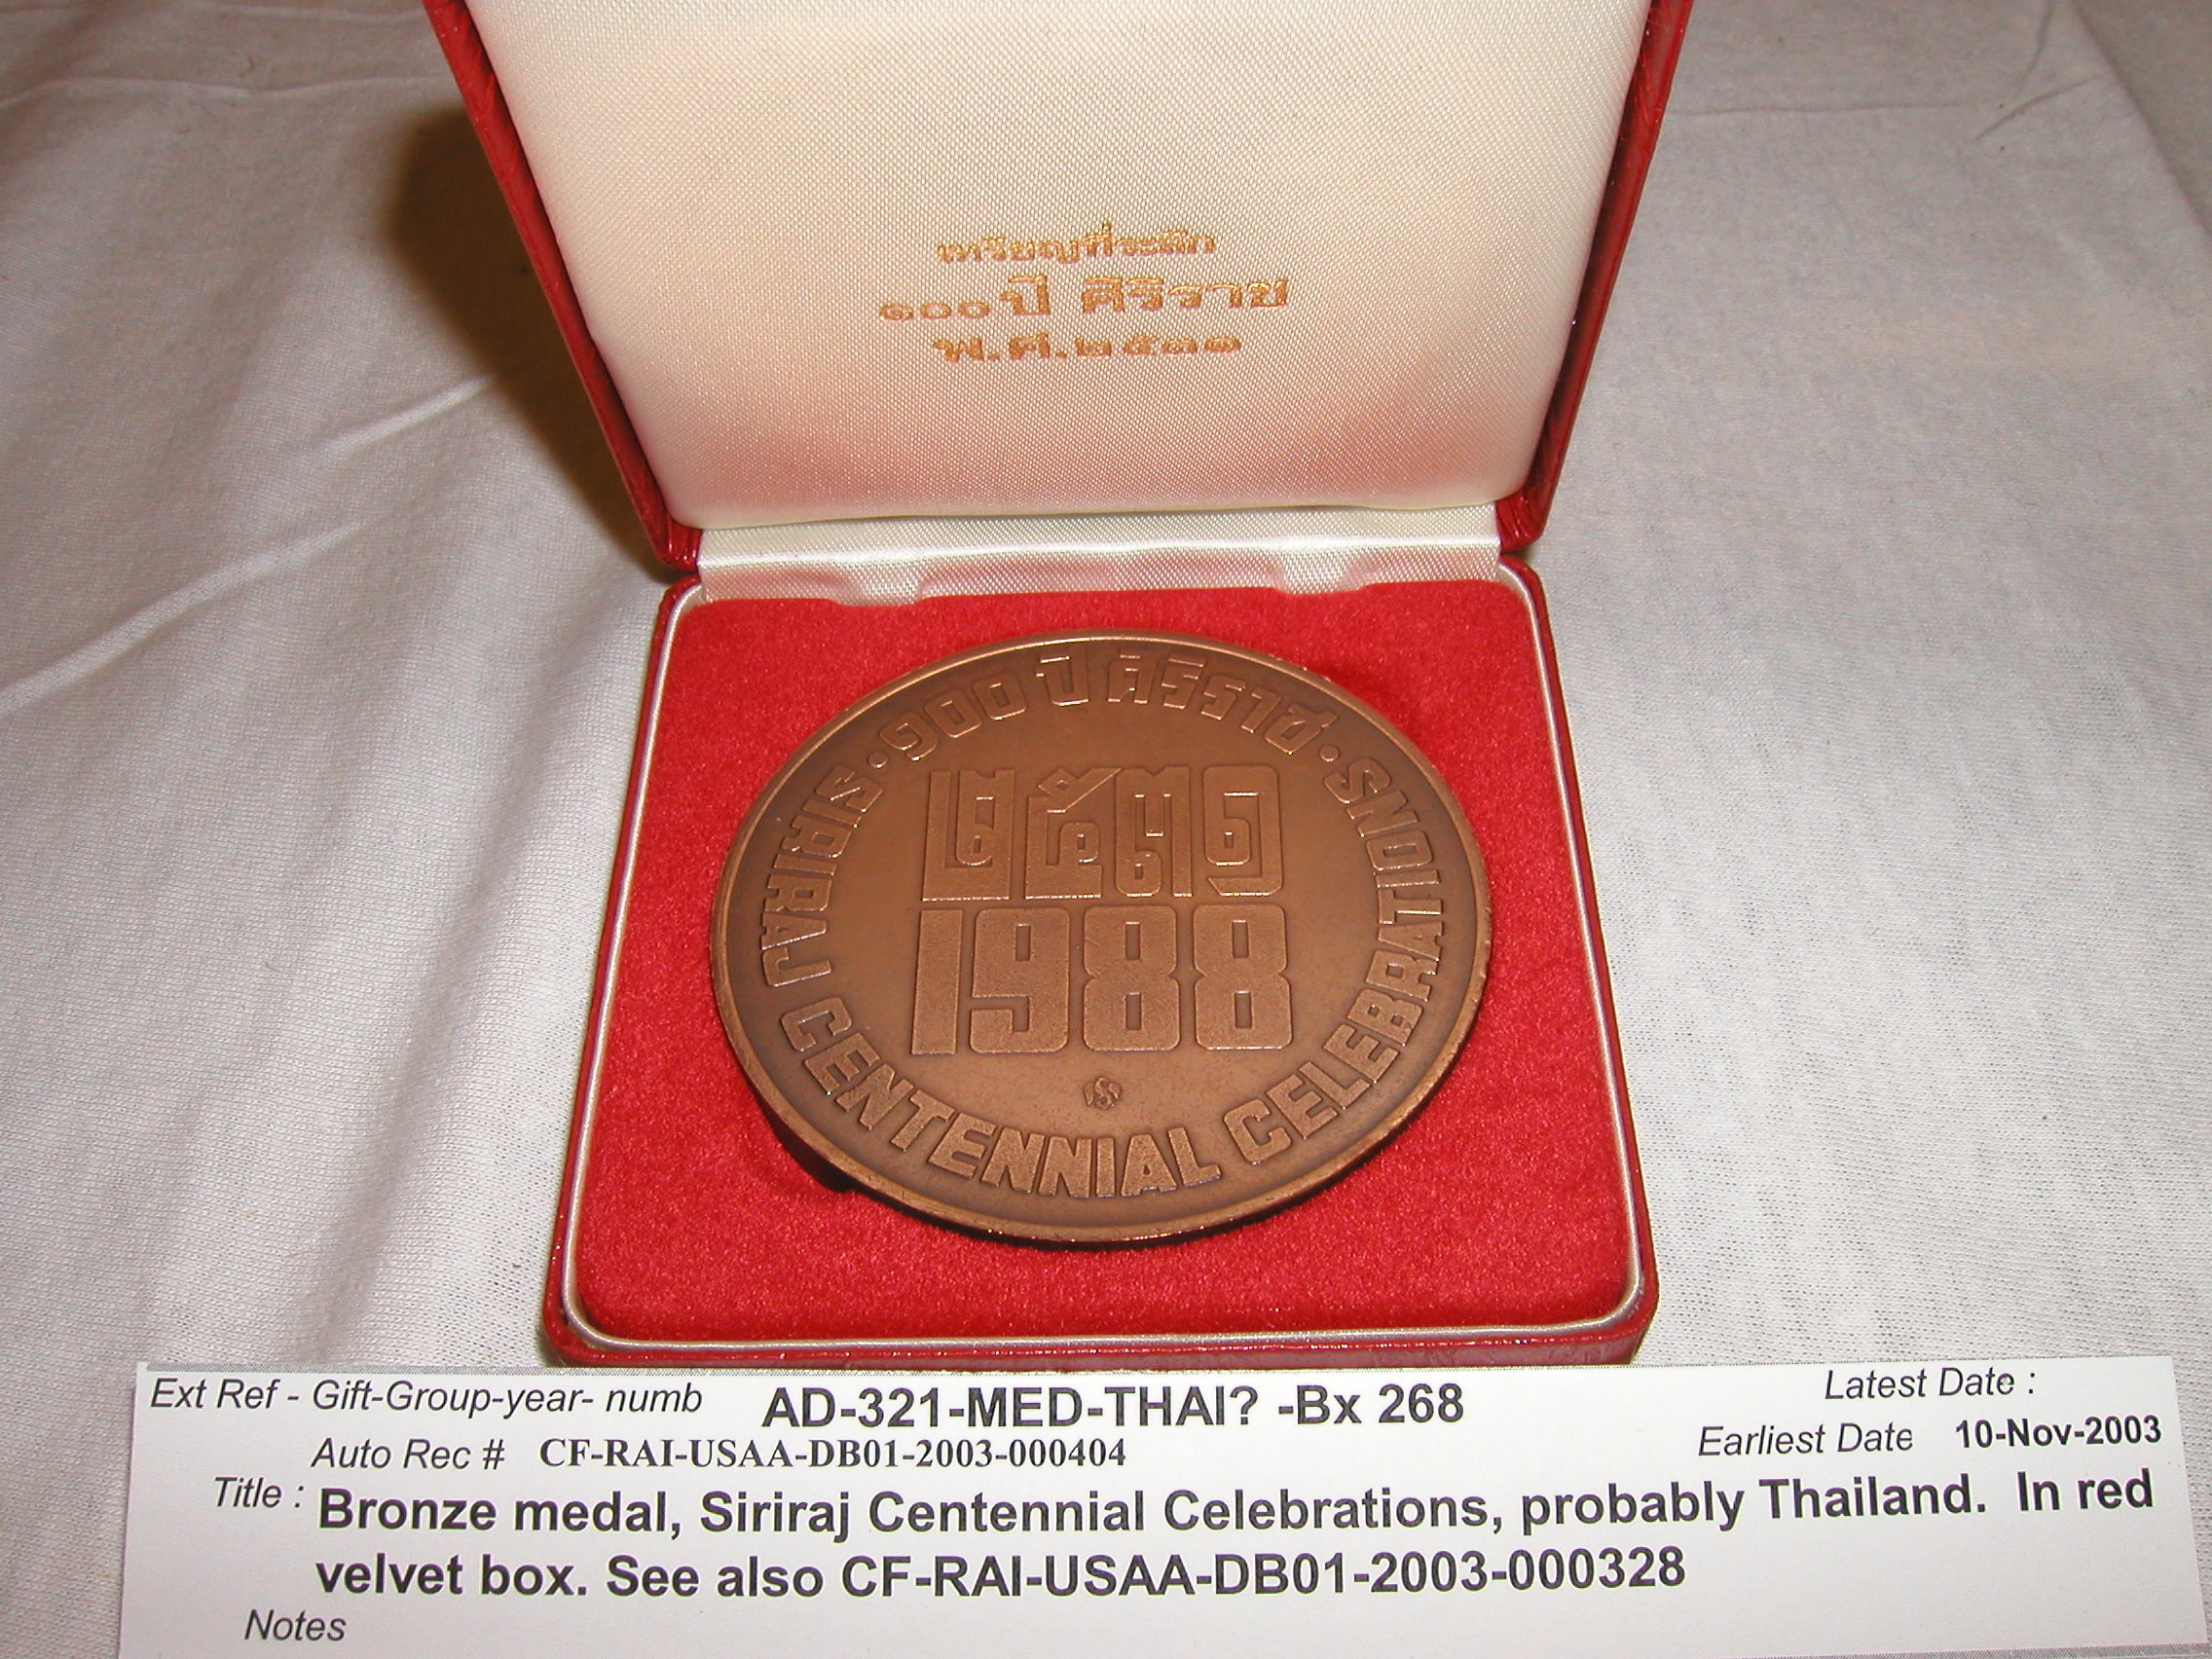 เหรียญที่ระลึก
๑๐๐ ปี ศิริราช
พ.ศ.๒๕๓๑
๑๐๐ ปี ศิริราช
๒๕๓๑
1988
SIRIRAJ CENTENNIAL CELEBRATIONS
Ext Ref - Gift-Group-year- numb AD-321-MED-THAI? -Bx 268 Latest Date :
Auto Rec # CF-RAI-USAA-DB01-2003-000404 Earliest Date 10-Nov-2003
Title : Bronze medal, Siriraj Centennial Celebrations, probably Thailand. In red
velvet box. See also CF-RAI-USAA-DB01-2003-000328
Notes